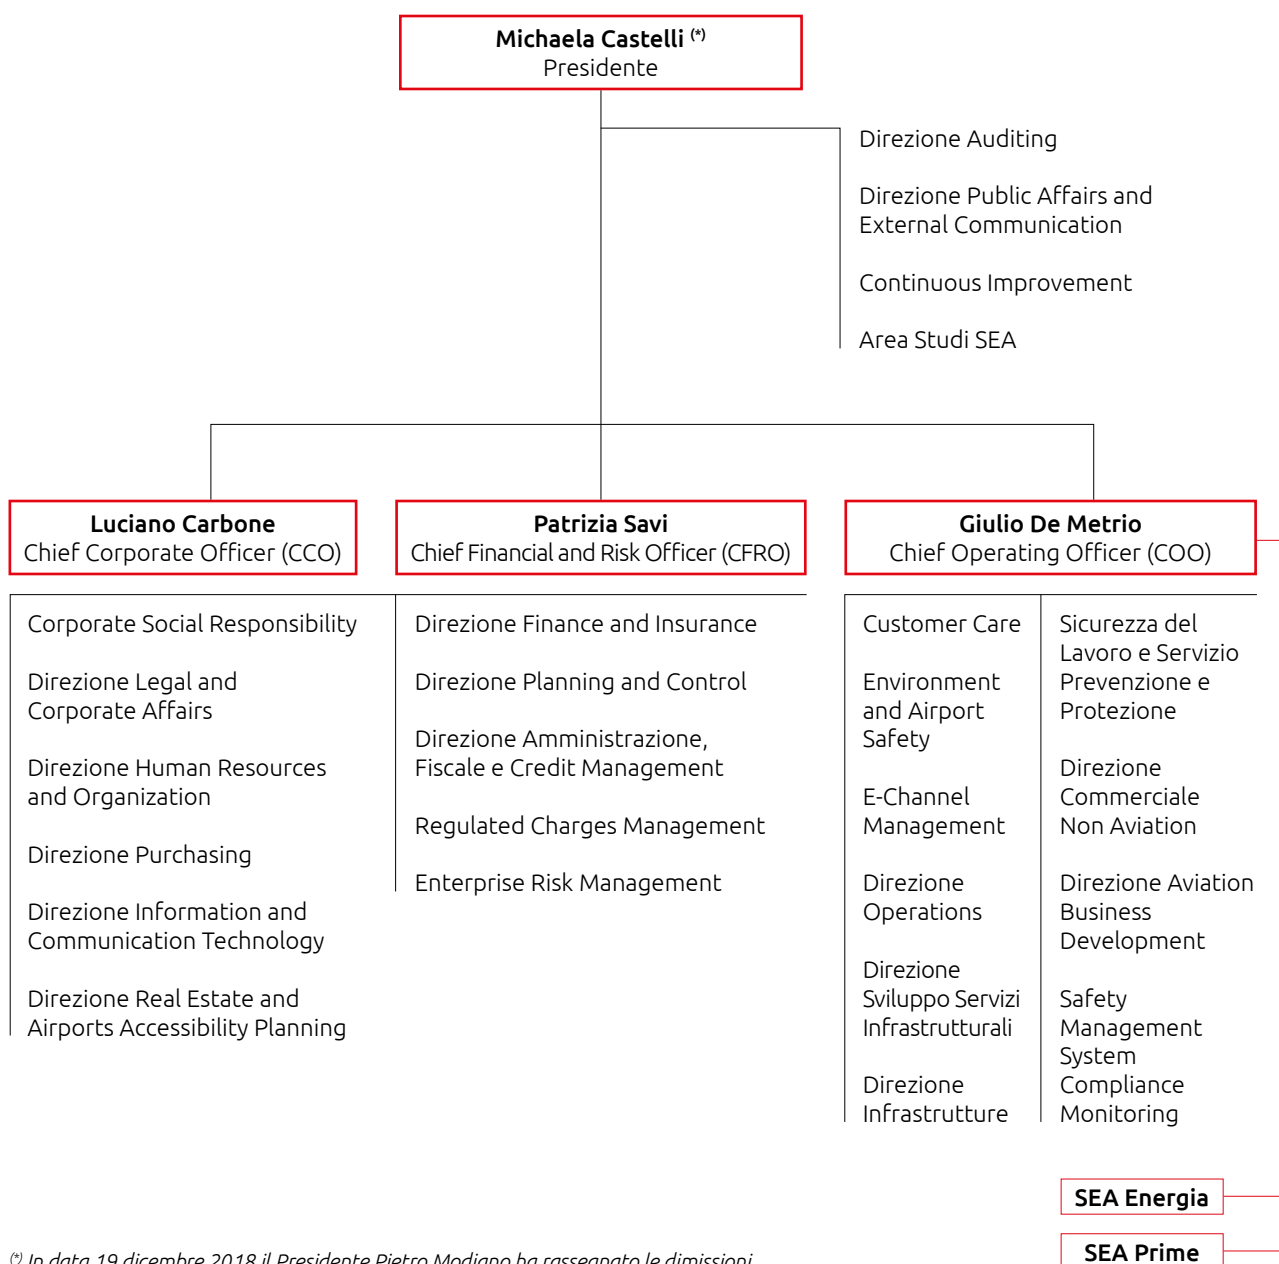 Michaela Castelli (*)
Presidente
Direzione Auditing
Direzione Public Affairs and
External Communication
Continuous Improvement
Area Studi SEA
Luciano Carbone
Chief Corporate Officer (CCO)
Corporate Social Responsibility
Direzione Legal and
Corporate Affairs
Direzione Human Resources
and Organization
Direzione Purchasing
Direzione Information and
Communication Technology
Direzione Real Estate and
Airports Accessibility Planning
Patrizia Savi
Chief Financial and Risk Officer (CFRO)
Direzione Finance and Insurance
Direzione Planning and Control
Direzione Amministrazione,
Fiscale e Credit Management
Regulated Charges Management
Enterprise Risk Management
Giulio De Metrio
Chief Operating Officer (COO)
Customer Care
Environment
and Airport
Safety
E-Channel
Management
Direzione
Operations
Direzione
Sviluppo Servizi
Infrastrutturali
Direzione
Infrastrutture
Sicurezza del
Lavoro e Servizio
Prevenzione e
Protezione
Direzione
Commerciale
Non Aviation
Direzione Aviation
Business
Development
Safety
Management
System
Compliance
Monitoring
SEA Energia
SEA Prime
(*) In data 19 dicembre 2018 il Presidente Pietro Modiano ha rassegnato le dimissioni